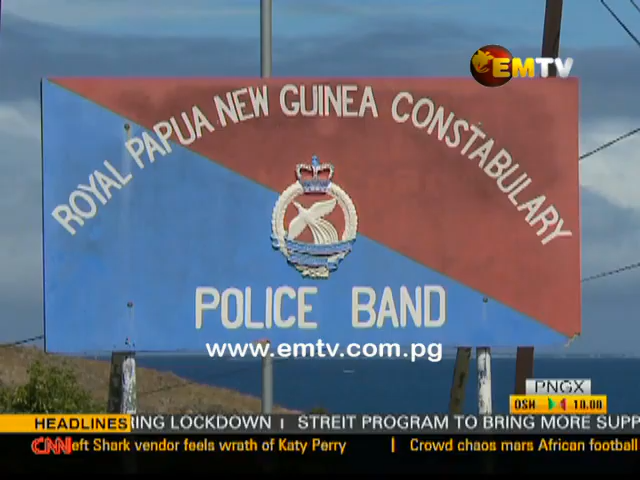 EMTV
ROYAL PAPUA NEW GUINEA CONSTABULARY
POLICE BAND
www.emtv.com.pg
PNGX
OSH 10.00
HEADLINES RING LOCKDOWN | STREIT PROGRAM TO BRING MORE SUPP
CNN eft Shark vendor feels wrath of Katy Perry | Crowd chaos mars African football